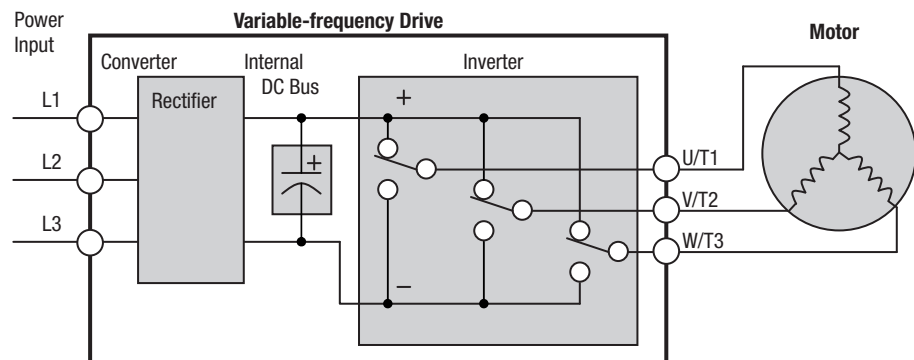 Power
Input
Variable-frequency Drive
Motor
Converter
Internal
DC Bus
Inverter
Rectifier
L1
L2
L3
+
+
−
U/T1
V/T2
W/T3